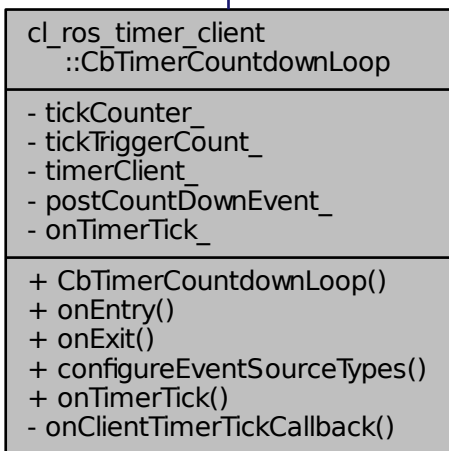 cl_ros_timer_client
::CbTimerCountdownLoop
- tickCounter_
- tickTriggerCount_
- timerClient_
- postCountDownEvent_
- onTimerTick_
+ CbTimerCountdownLoop()
+ onEntry()
+ onExit()
+ configureEventSourceTypes()
+ onTimerTick()
- onClientTimerTickCallback()